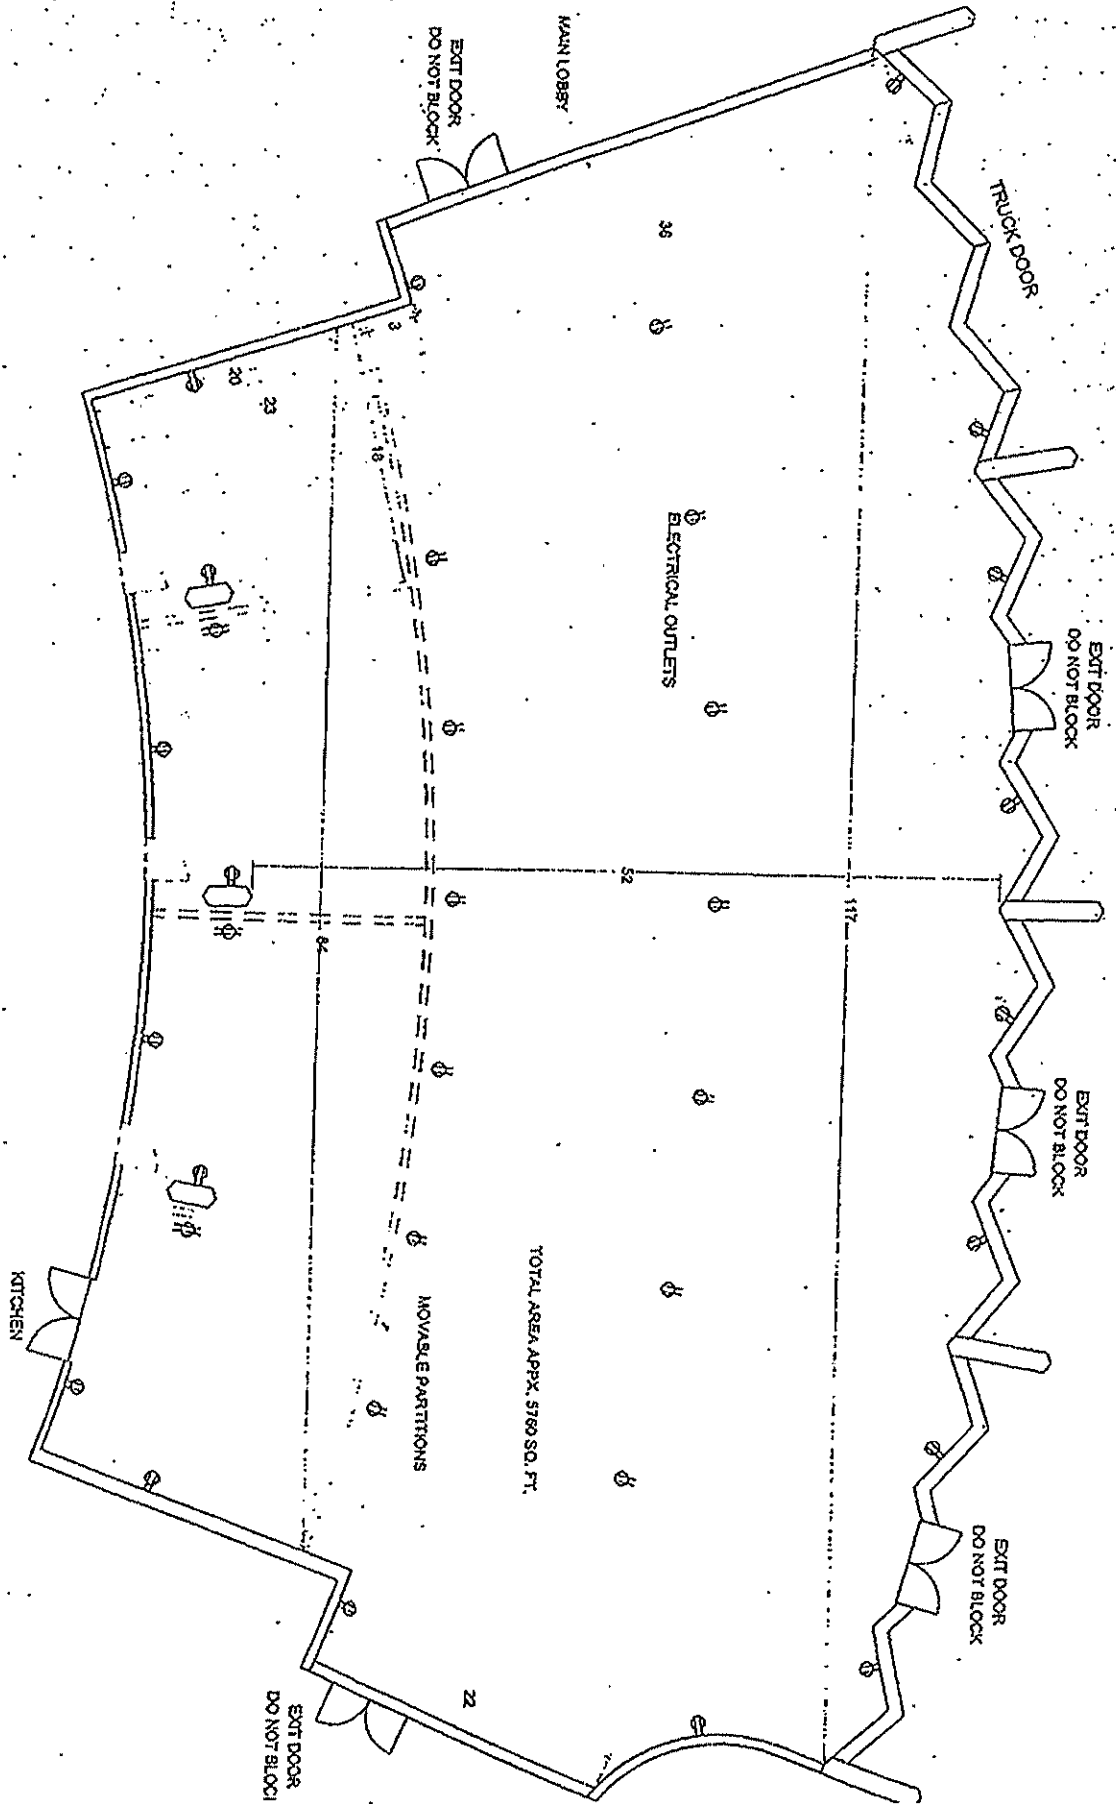 MAIN LOBBY
EXIT DOOR
DO NOT BLOCK
TRUCK DOOR
36
3
20
23
18
ELECTRICAL OUTLETS
EXIT DOOR
DO NOT BLOCK
52
117
84
EXIT DOOR
DO NOT BLOCK
TOTAL AREA APPX. 5760 SQ. FT.
MOVABLE PARTITIONS
KITCHEN
EXIT DOOR
DO NOT BLOCK
22
EXIT DOOR
DO NOT BLOCI